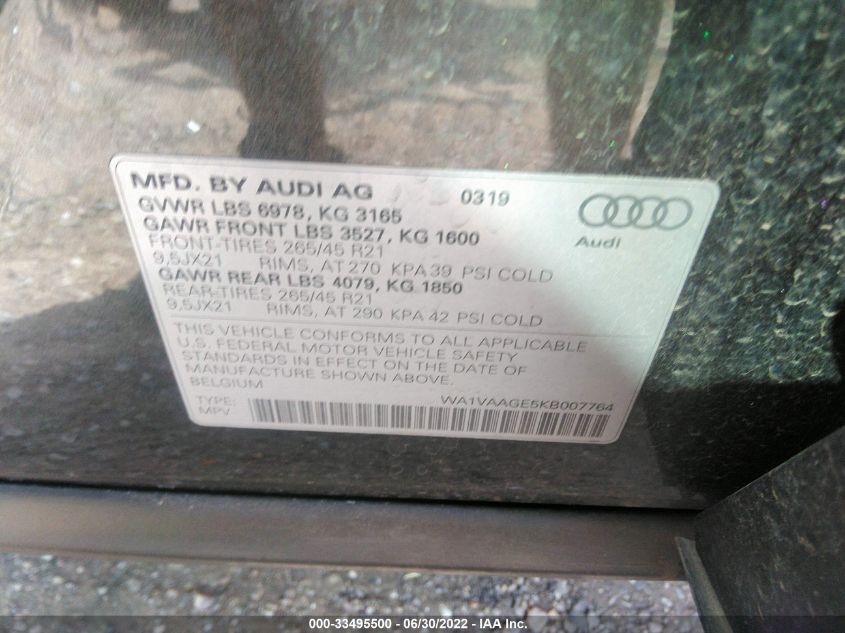 MFD. BY AUDI AG 0319
GVWR LBS 6978, KG 3165
GAWR FRONT LBS 3527, KG 1600
FRONT-TIRES 265/45 R21
9,5JX21 RIMS, AT 270 KPA 39 PSI COLD
GAWR REAR LBS 4079, KG 1850
REAR-TIRES 265/45 R21
9,5JX21 RIMS, AT 290 KPA 42 PSI COLD
Audi
THIS VEHICLE CONFORMS TO ALL APPLICABLE
U.S. FEDERAL MOTOR VEHICLE SAFETY
STANDARDS IN EFFECT ON THE DATE OF
MANUFACTURE SHOWN ABOVE.
BELGIUM
TYPE: WA1VAAGE5KB007764
MPV
000-33495500 - 06/30/2022 - IAA Inc.